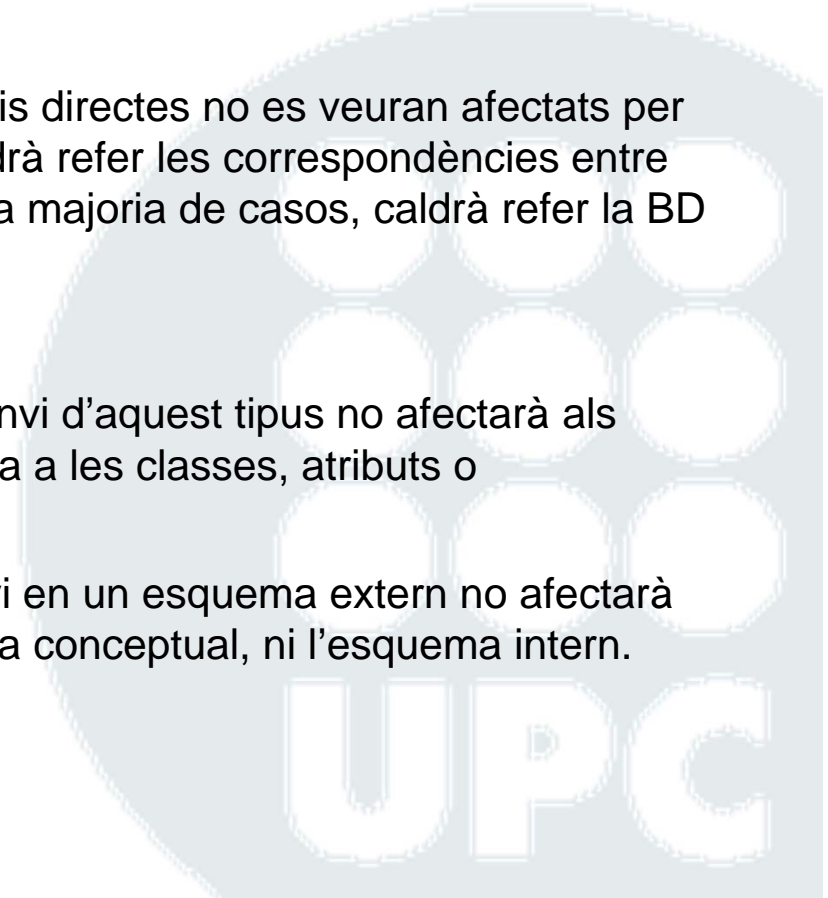 is directes no es veuran afectats per
drà refer les correspondències entre
a majoria de casos, caldrà refer la BD
nvi d'aquest tipus no afectarà als
a a les classes, atributs o
vi en un esquema extern no afectarà
a conceptual, ni l'esquema intern.
UPC